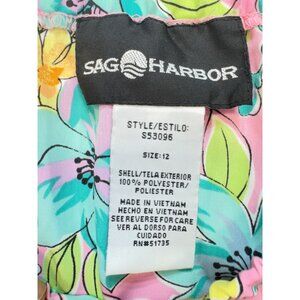 SAG HARBOR
STYLE/ESTILO:
S53096
SIZE: 12
SHELL/TELA EXTERIOR
100% POLYESTER/
POLIESTER
MADE IN VIETNAM
HECHO EN VIETNAM
SEE REVERSE FOR CARE
VER AL DORSO PARA
CUIDADO
RN#51735